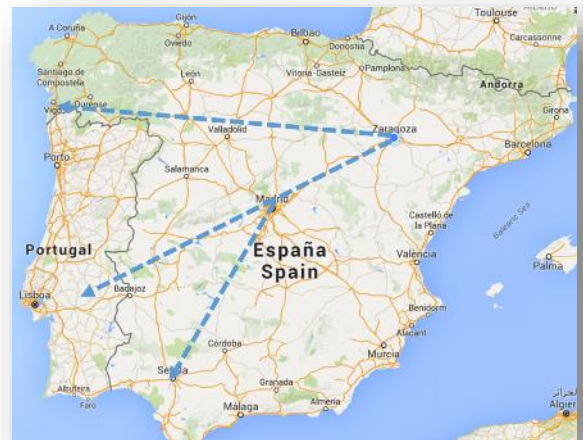 Toulouse
Gijón
A Coruña
Carcassonne
Oviedo
Bilbao
Donostia
Santiago de
Compostela
León
Vitoria-Gasteiz
Pamplona
Andorra
Ourense
Vigo
Girona
Valladolid
Zaragoza
Porto
Barcelona
Salamanca
Madrid
Castelló de
la Plana
Balearic Sea
Portugal
España
Spain
València
Palma
Lisboa
Badajoz
Benidorm
Alacant
Córdoba
Murcia
Sevilla
Granada
Albufeira
Faro
Málaga
Almería
الجزائر
Algier